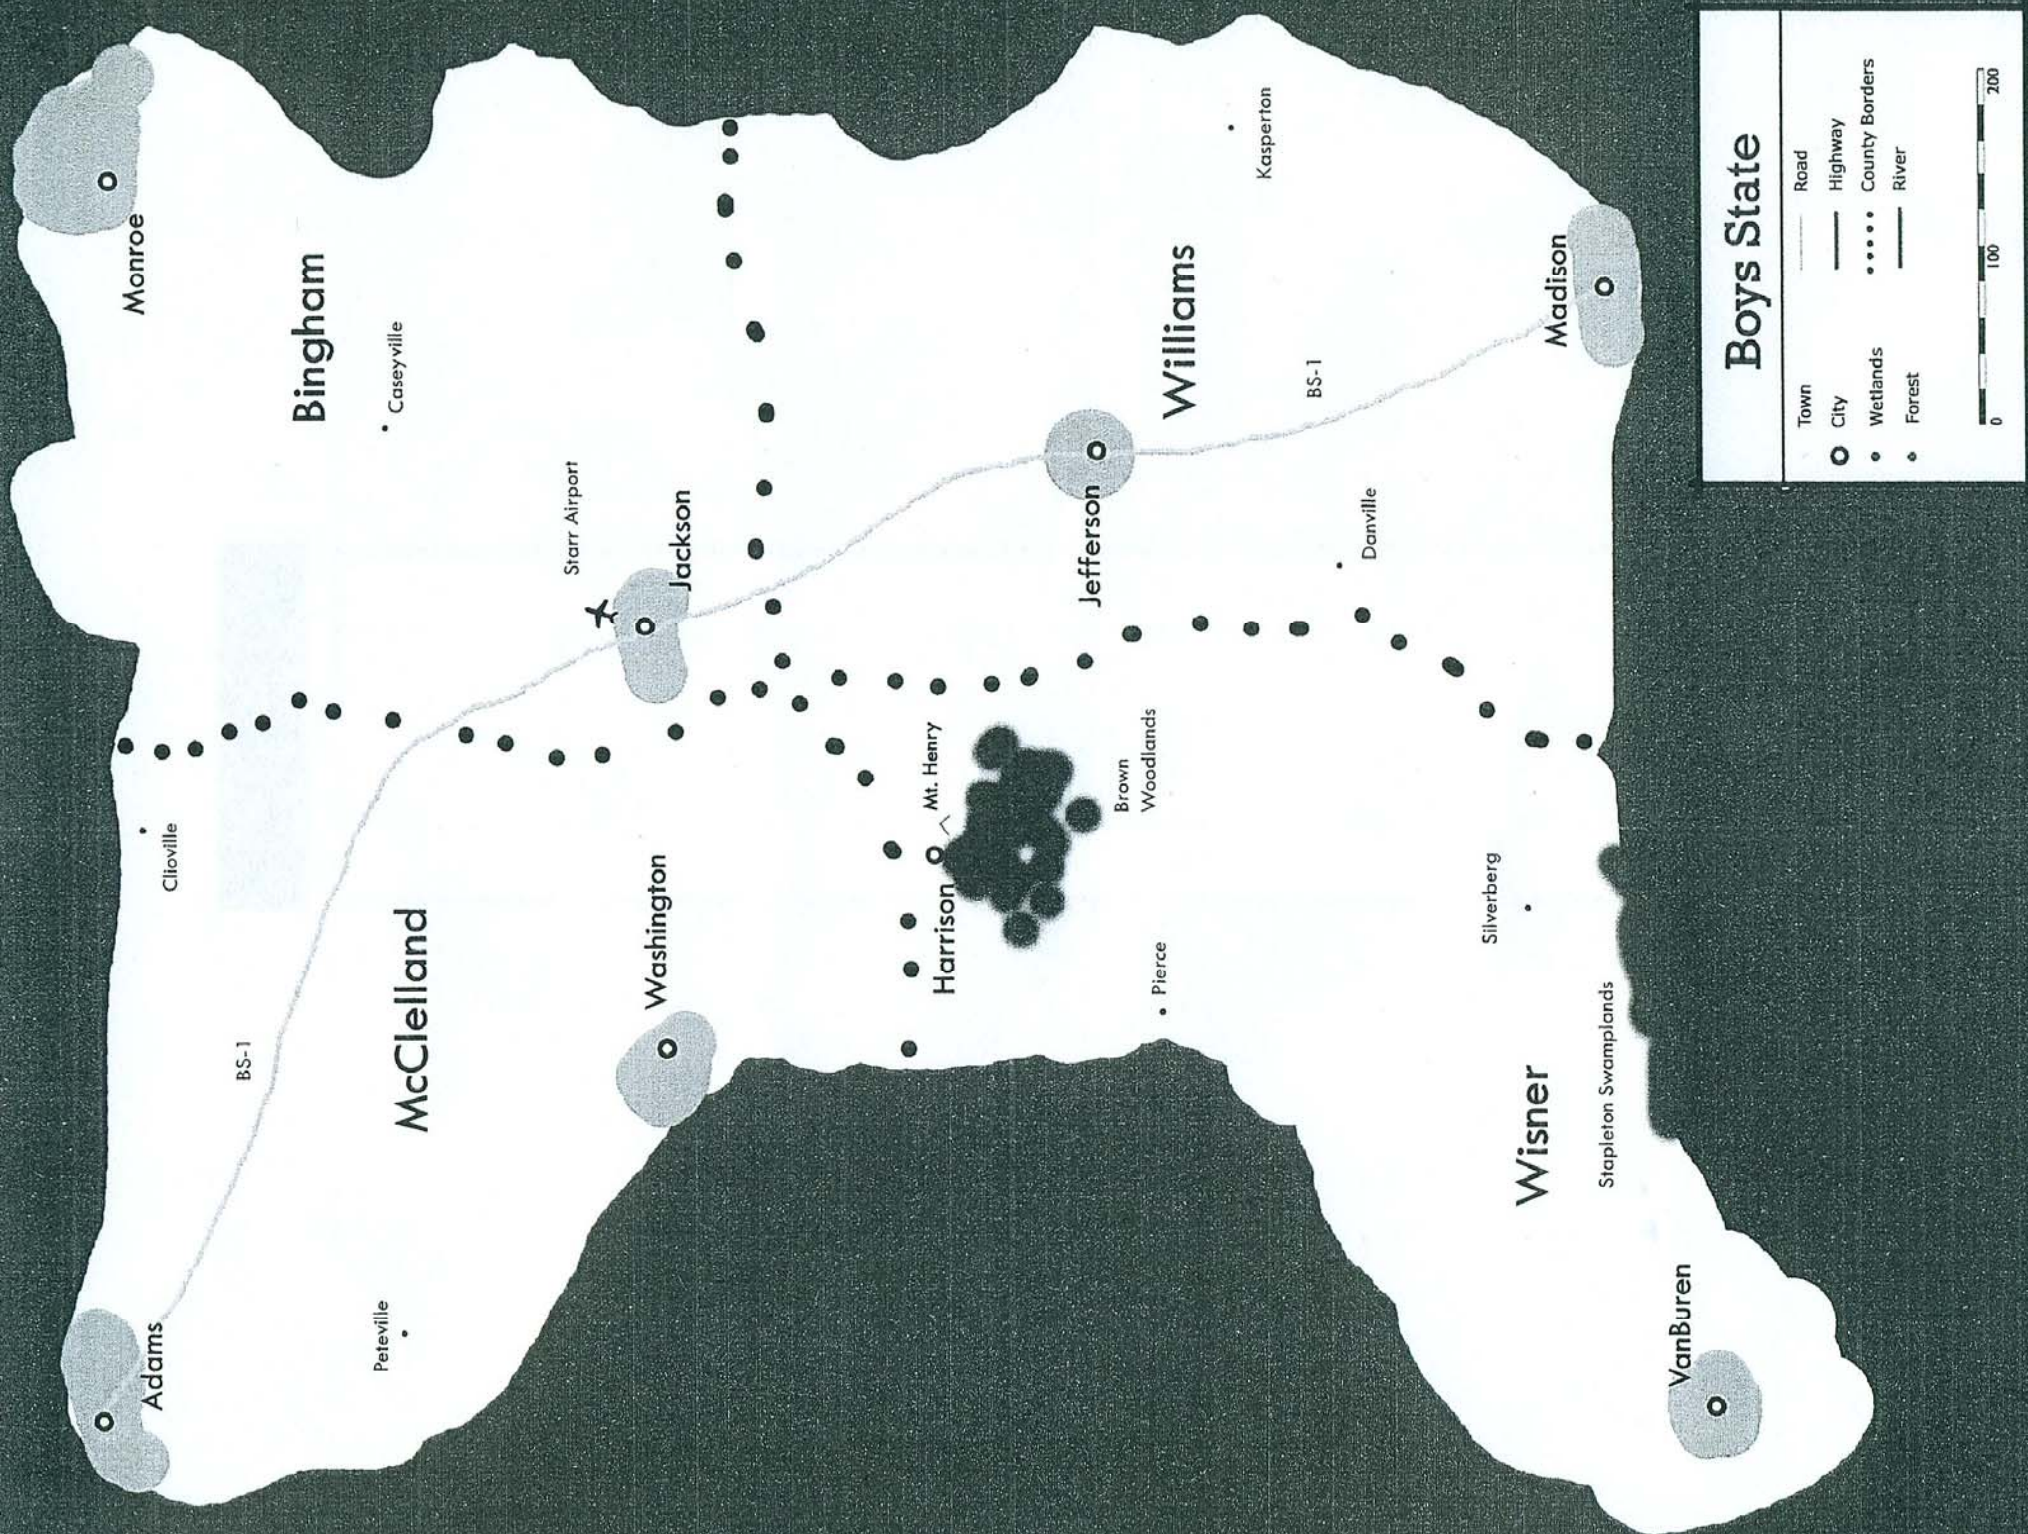 Monroe
Adams
Clioville
BS-1
Bingham
Peteville
Caseyville
McClelland
Starr Airport
Washington
Jackson
Mt. Henry
Harrison
Jefferson
Brown
Woodlands
Pierce
Williams
Kasperton
BS-1
Danville
Silverberg
Wisner
Madison
Stapleton Swamplands
VanBuren
Boys State
Town
Road
City
Highway
Wetlands
County Borders
Forest
River
0 100 200